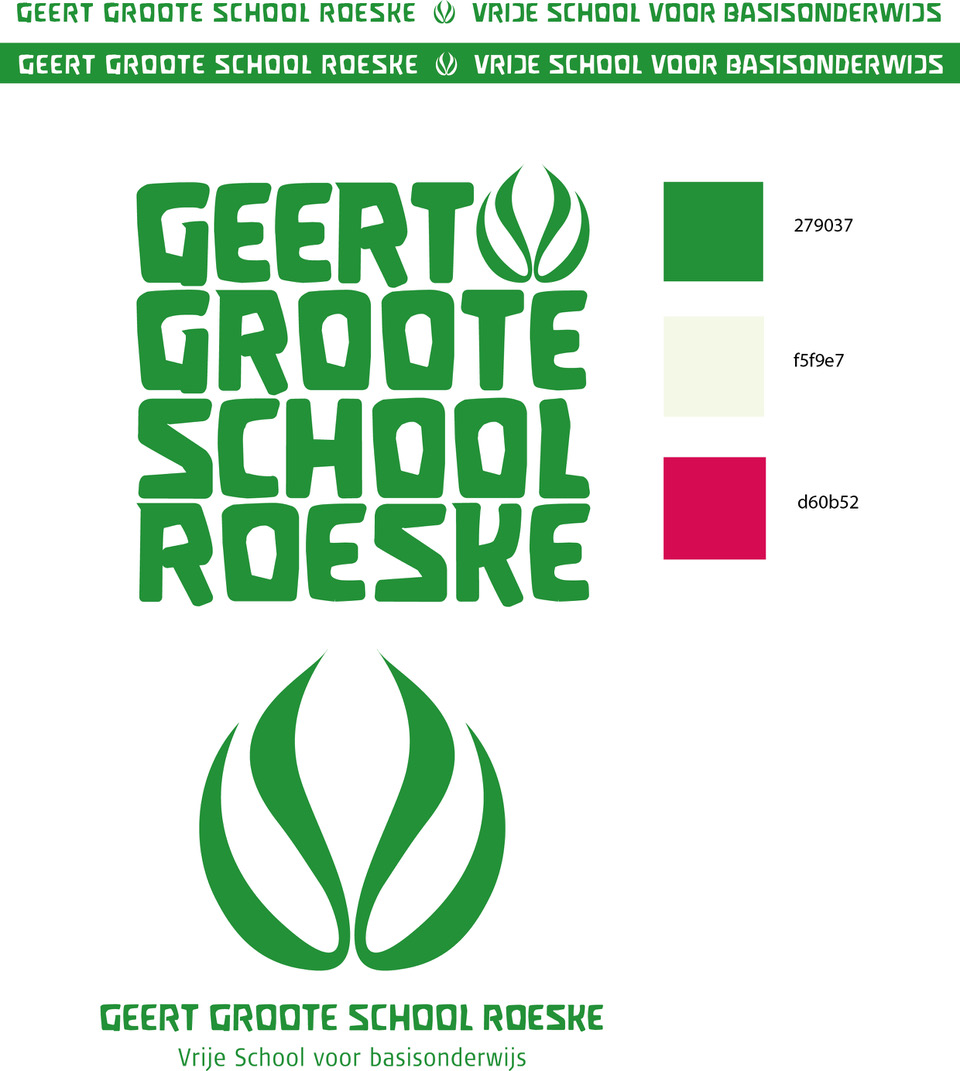 GEERT GROOTE SCHOOL ROESKE VRIJE SCHOOL VOOR BASISONDERWIJS
GEERT GROOTE SCHOOL ROESKE VRIJE SCHOOL VOOR BASISONDERWIJS
GEERT
GROOTE
SCHOOL
ROESKE
279037
f5f9e7
d60b52
GEERT GROOTE SCHOOL ROESKE
Vrije School voor basisonderwijs